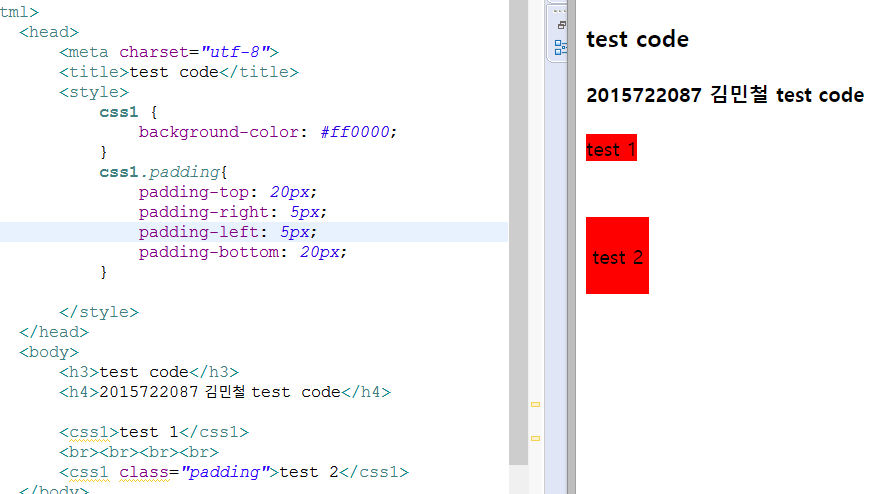 tml>
<head>
<meta charset="utf-8">
<title>test code</title>
<style>
css1 {
background-color: #ff0000;
}
css1.padding{
padding-top: 20px;
padding-right: 5px;
padding-left: 5px;
padding-bottom: 20px;
}
</style>
</head>
<body>
<h3>test code</h3>
<h4>2015722087 김민철 test code</h4>
<css1>test 1</css1>
<br><br><br><br>
<css1 class="padding">test 2</css1>
</body>
test code
2015722087 김민철 test code
test 1
test 2